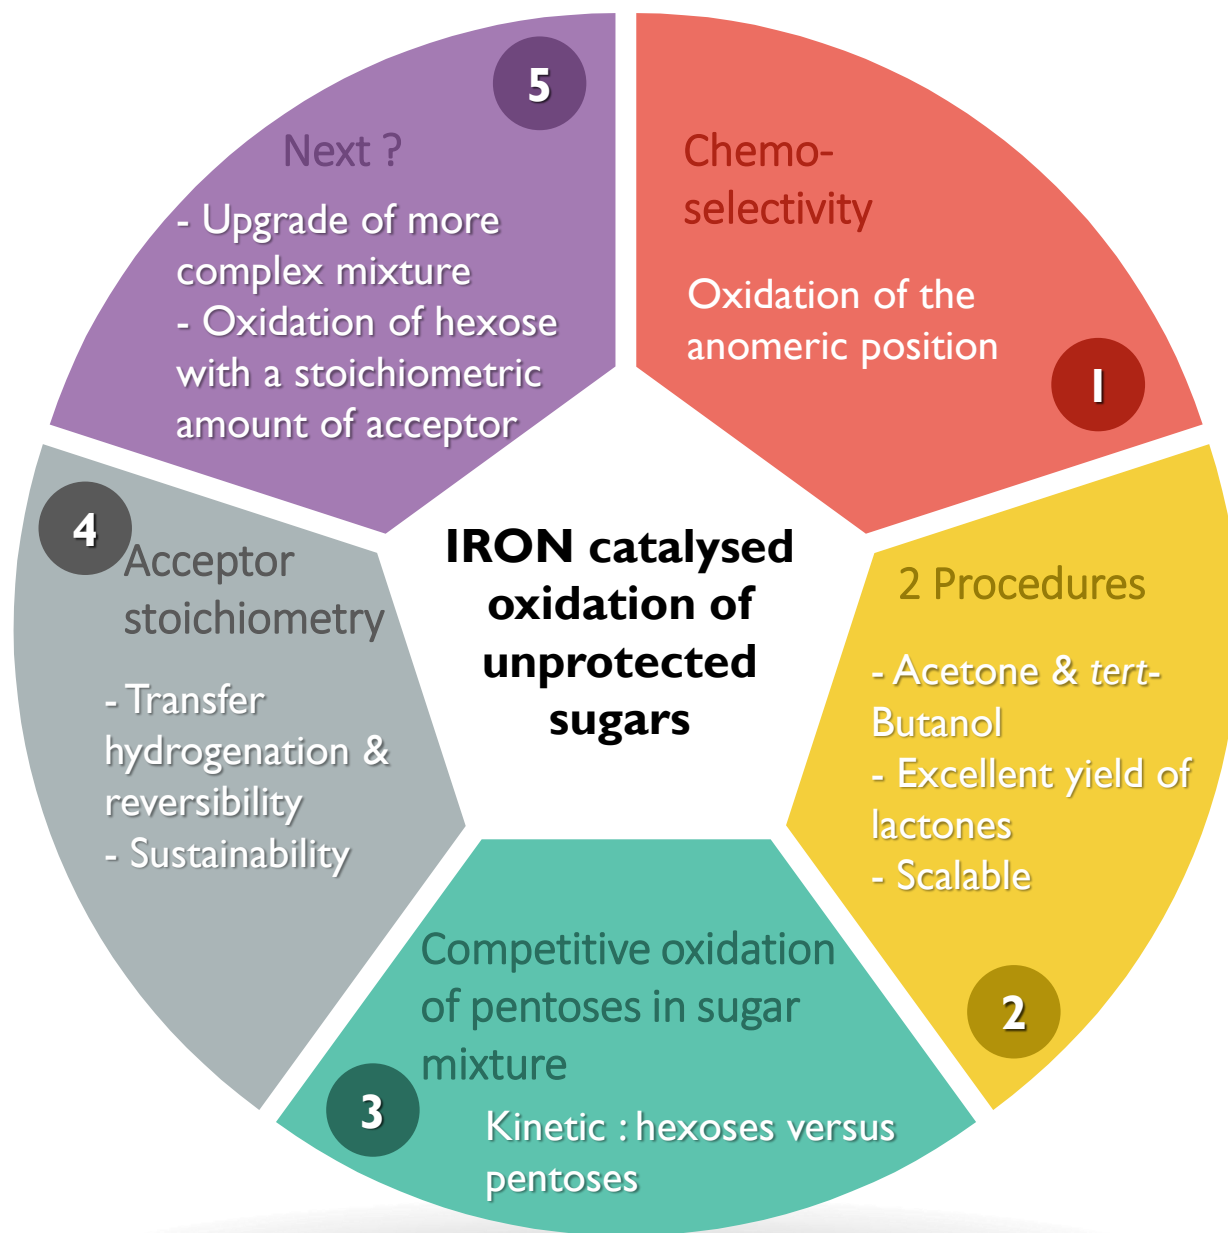 IRON catalysed
oxidation of
unprotected
sugars
Chemo-
selectivity
Oxidation of the
anomeric position
1
2 Procedures
- Acetone & tert-
Butanol
- Excellent yield of
lactones
- Scalable
2
Competitive oxidation
of pentoses in sugar
mixture
3
Kinetic : hexoses versus
pentoses
4
Acceptor
stoichiometry
- Transfer
hydrogenation &
reversibility
- Sustainability
5
Next ?
- Upgrade of more
complex mixture
- Oxidation of hexose
with a stoichiometric
amount of acceptor